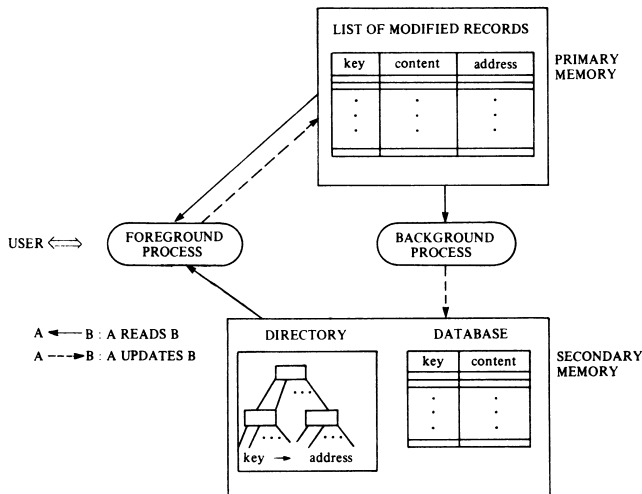 LIST OF MODIFIED RECORDS
key content address
PRIMARY
MEMORY
USER
FOREGROUND
PROCESS
BACKGROUND
PROCESS
A B : A READS B
A B : A UPDATES B
DIRECTORY
DATABASE
key content
SECONDARY
MEMORY
key → address